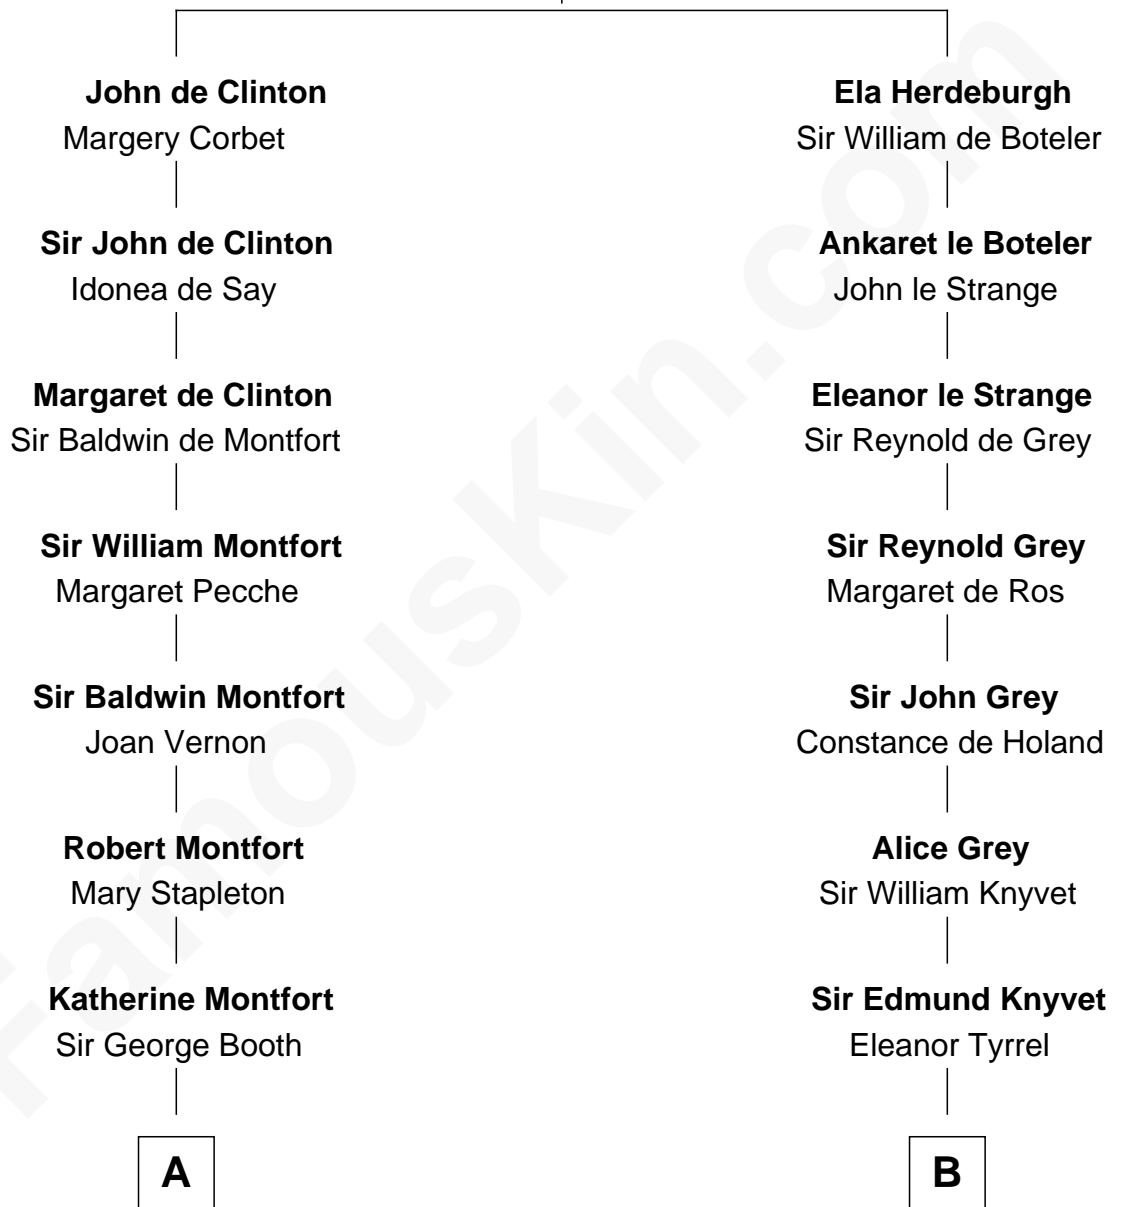 John de Clinton
Margery Corbet
Sir John de Clinton
Idonea de Say
Margaret de Clinton
Sir Baldwin de Montfort
Sir William Montfort
Margaret Pecche
Sir Baldwin Montfort
Joan Vernon
Robert Montfort
Mary Stapleton
Katherine Montfort
Sir George Booth
A
Ela Herdeburgh
Sir William de Boteler
Ankaret le Boteler
John le Strange
Eleanor le Strange
Sir Reynold de Grey
Sir Reynold Grey
Margaret de Ros
Sir John Grey
Constance de Holand
Alice Grey
Sir William Knyvet
Sir Edmund Knyvet
Eleanor Tyrrel
B
FamousKin.com